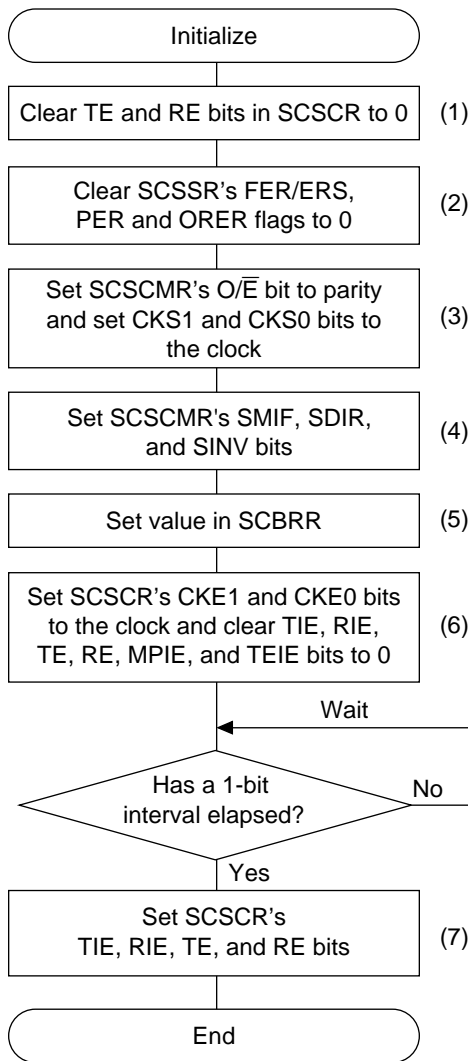 Initialize
Clear TE and RE bits in SCSCR to 0
(1)
Clear SCSSR's FER/ERS,
PER and ORER flags to 0
(2)
Set SCSCMR's O/E̅ bit to parity
and set CKS1 and CKS0 bits to
the clock
(3)
Set SCSCMR's SMIF, SDIR,
and SINV bits
(4)
Set value in SCBRR
(5)
Set SCSCR's CKE1 and CKE0 bits
to the clock and clear TIE, RIE,
TE, RE, MPIE, and TEIE bits to 0
(6)
Wait
Has a 1-bit
interval elapsed?
No
Yes
Set SCSCR's
TIE, RIE, TE, and RE bits
(7)
End